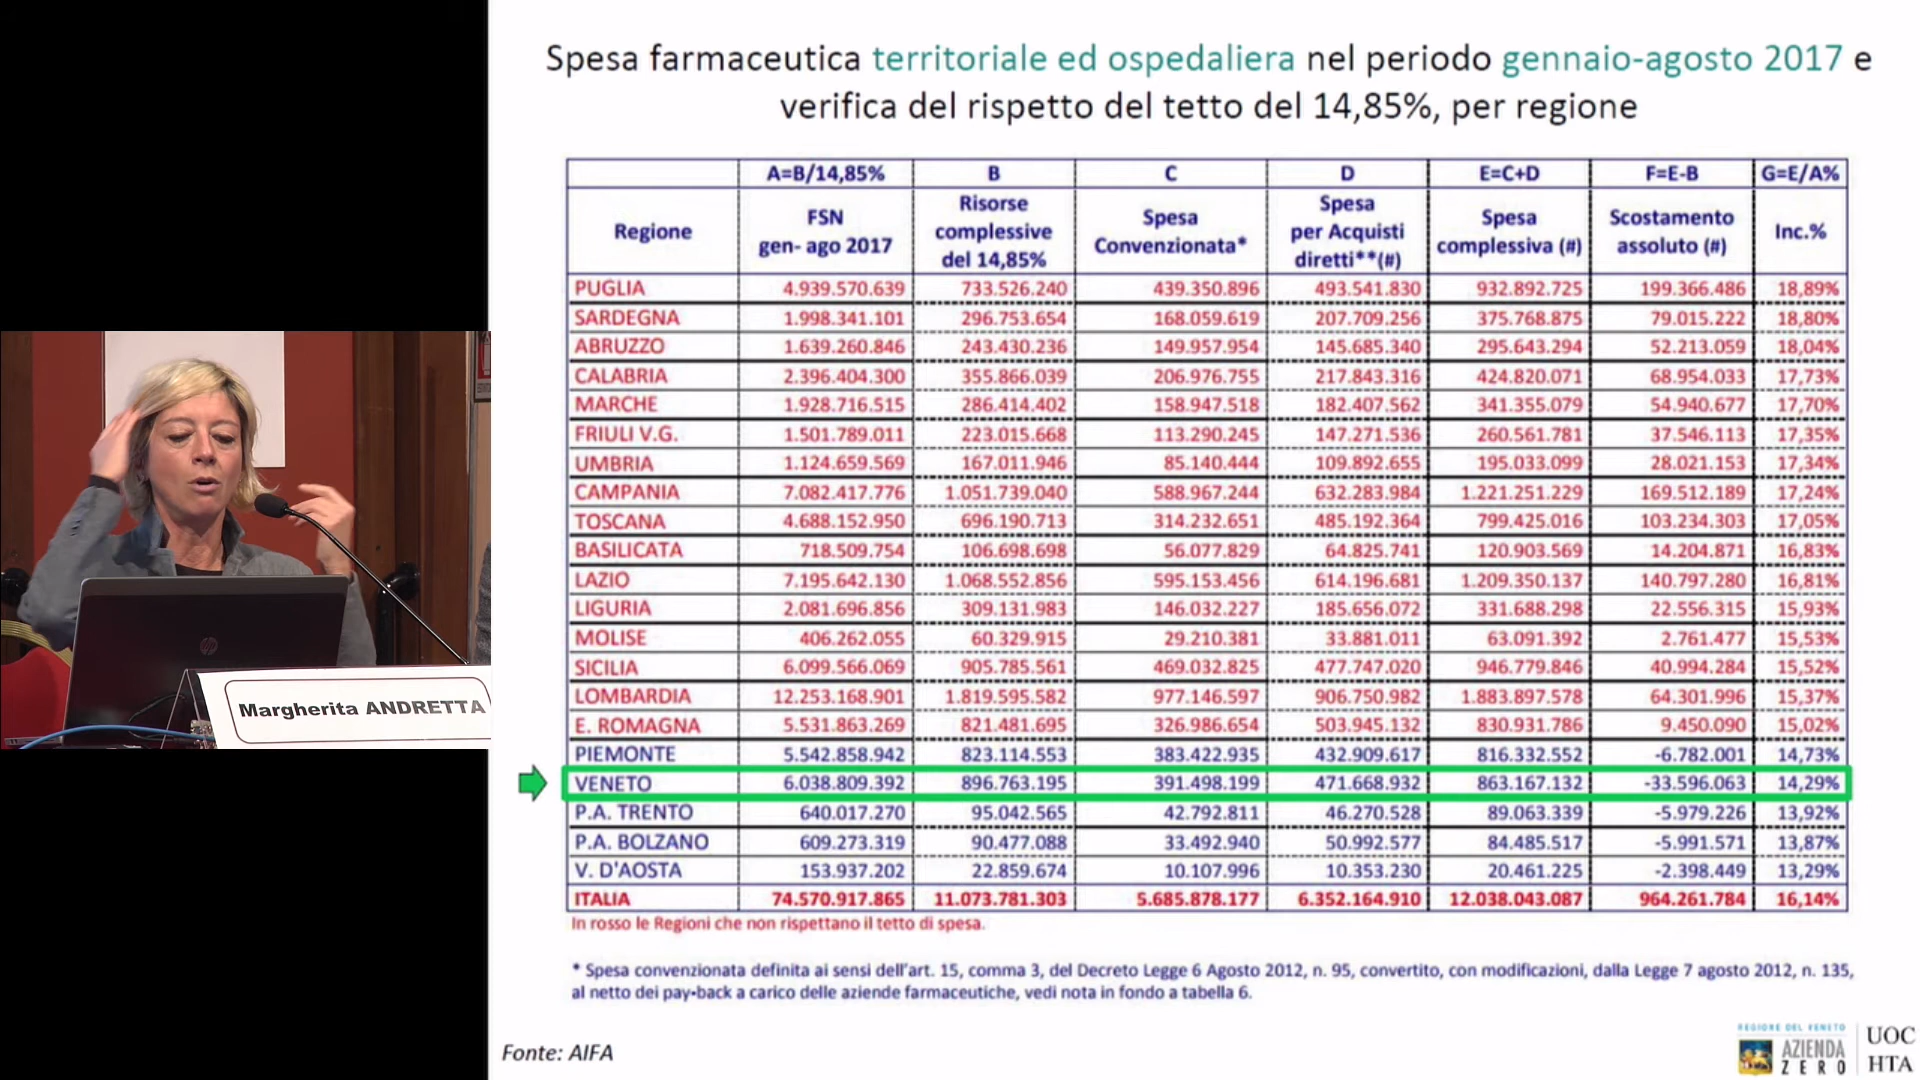 Spesa farmaceutica territoriale ed ospedaliera nel periodo gennaio-agosto 2017 e
verifica del rispetto del tetto del 14,85%, per regione
A=B/14,85% B C D E=C+D F=E-B G=E/A%
Regione FSN gen- ago 2017 Risorse complessive del 14,85% Spesa Convenzionata* Spesa per Acquisti diretti**(#) Spesa complessiva (#) Scostamento assoluto (#) Inc.%
PUGLIA 4.939.570.639 733.526.240 439.350.896 493.541.830 932.892.725 199.366.486 18,89%
SARDEGNA 1.998.341.101 296.753.654 168.059.619 207.709.256 375.768.875 79.015.222 18,80%
ABRUZZO 1.639.260.846 243.430.236 149.957.954 145.685.340 295.643.294 52.213.059 18,04%
CALABRIA 2.396.404.300 355.866.039 206.976.755 217.843.316 424.820.071 68.954.033 17,73%
MARCHE 1.928.716.515 286.414.402 158.947.518 182.407.562 341.355.079 54.940.677 17,70%
FRIULI V.G. 1.501.789.011 223.015.668 113.290.245 147.271.536 260.561.781 37.546.113 17,35%
UMBRIA 1.124.659.569 167.011.946 85.140.444 109.892.655 195.033.099 28.021.153 17,34%
CAMPANIA 7.082.417.776 1.051.739.040 588.967.244 632.283.984 1.221.251.229 169.512.189 17,24%
TOSCANA 4.688.152.950 696.190.713 314.232.651 485.192.364 799.425.016 103.234.303 17,05%
BASILICATA 718.509.754 106.698.698 56.077.829 64.825.741 120.903.569 14.204.871 16,83%
LAZIO 7.195.642.130 1.068.552.856 595.153.456 614.196.681 1.209.350.137 140.797.280 16,81%
LIGURIA 2.081.696.856 309.131.983 146.032.227 185.656.072 331.688.298 22.556.315 15,93%
MOLISE 406.262.055 60.329.915 29.210.381 33.881.011 63.091.392 2.761.477 15,53%
SICILIA 6.099.566.069 905.785.561 469.032.825 477.747.020 946.779.846 40.994.284 15,52%
LOMBARDIA 12.253.168.901 1.819.595.582 977.146.597 906.750.982 1.883.897.578 64.301.996 15,37%
E. ROMAGNA 5.531.863.269 821.481.695 326.986.654 503.945.132 830.931.786 9.450.090 15,02%
PIEMONTE 5.542.858.942 823.114.553 383.422.935 432.909.617 816.332.552 -6.782.001 14,73%
VENETO 6.038.809.392 896.763.195 391.498.199 471.668.932 863.167.132 -33.596.063 14,29%
P.A. TRENTO 640.017.270 95.042.565 42.792.811 46.270.528 89.063.339 -5.979.226 13,92%
P.A. BOLZANO 609.273.319 90.477.088 33.492.940 50.992.577 84.485.517 -5.991.571 13,87%
V. D'AOSTA 153.937.202 22.859.674 10.107.996 10.353.230 20.461.225 -2.398.449 13,29%
ITALIA 74.570.917.865 11.073.781.303 5.685.878.177 6.352.164.910 12.038.043.087 964.261.784 16,14%
In rosso le Regioni che non rispettano il tetto di spesa.
* Spesa convenzionata definita ai sensi dell'art. 15, comma 3, del Decreto Legge 6 Agosto 2012, n. 95, convertito, con modificazioni, dalla Legge 7 agosto 2012, n. 135,
al netto dei pay-back a carico delle aziende farmaceutiche, vedi nota in fondo a tabella 6.
Fonte: AIFA
REGIONE DEL VENETO
AZIENDA
ZERO
UOC
HTA
Margherita ANDRETTA
hp